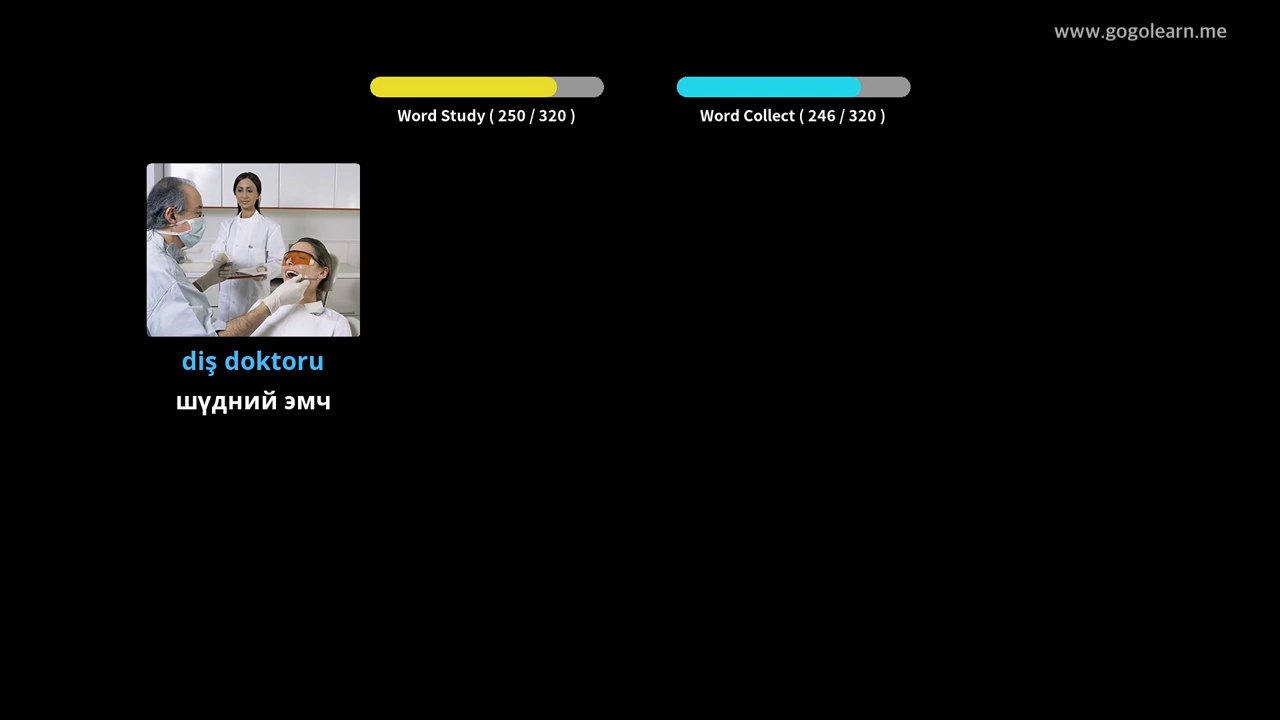 www.gogolearn.me
Word Study ( 250 / 320 )
Word Collect ( 246 / 320 )
diş doktoru
шүдний эмч